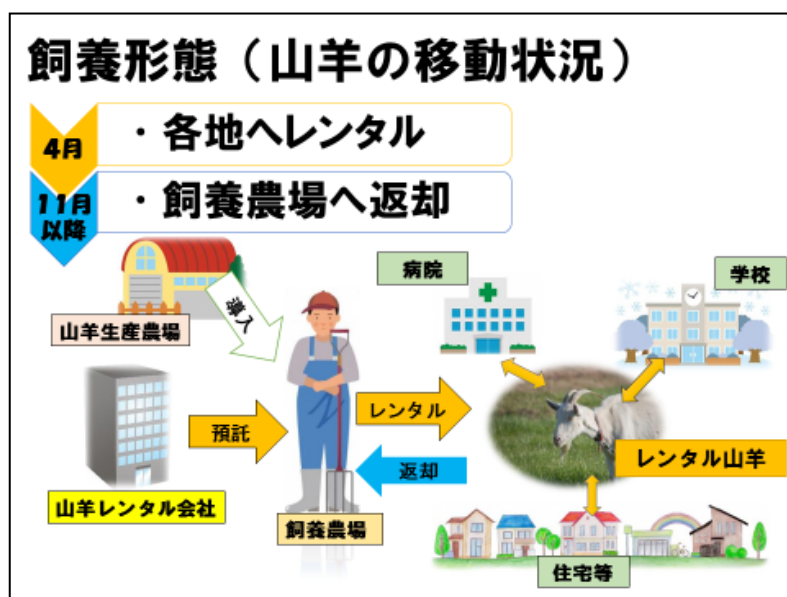 飼養形態（山羊の移動状況）
4月
・各地へレンタル
11月
以降
・飼養農場へ返却
病院
学校
山羊生産農場
導入
レンタル
預託
返却
レンタル山羊
山羊レンタル会社
飼養農場
住宅等